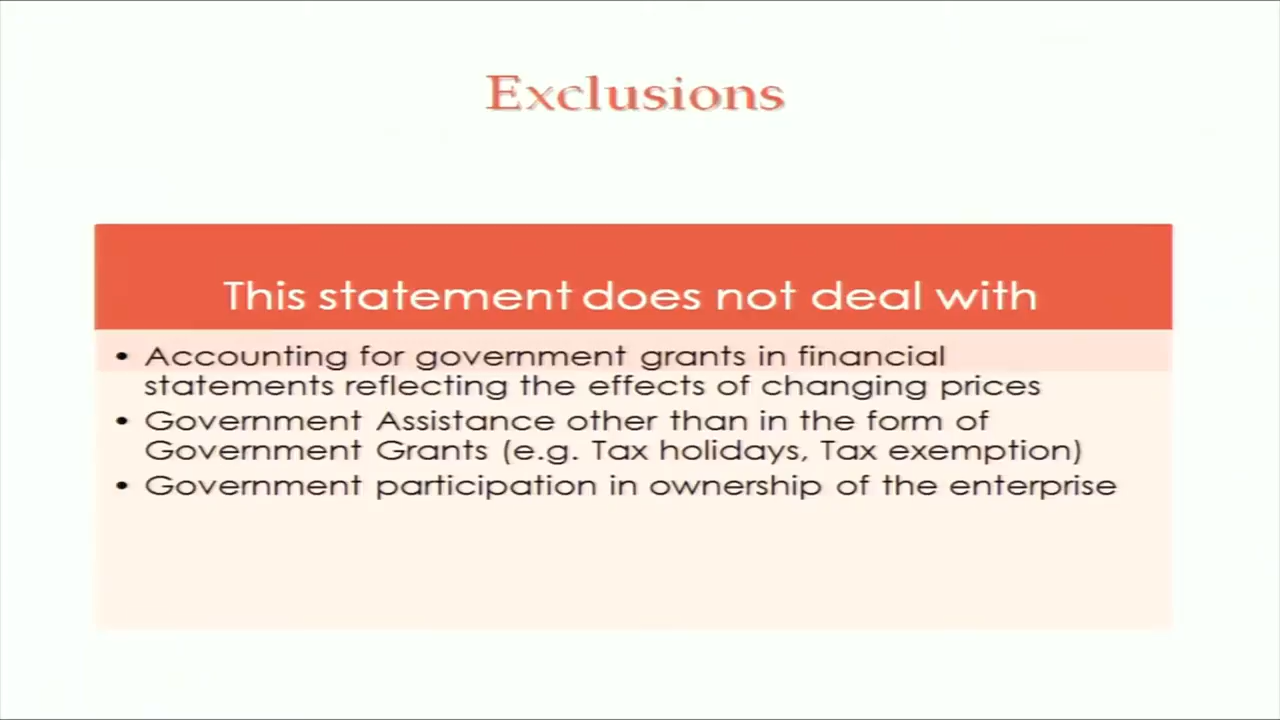 Exclusions
This statement does not deal with
• Accounting for government grants in financial
statements reflecting the effects of changing prices
• Government Assistance other than in the form of
Government Grants (e.g. Tax holidays, Tax exemption)
• Government participation in ownership of the enterprise